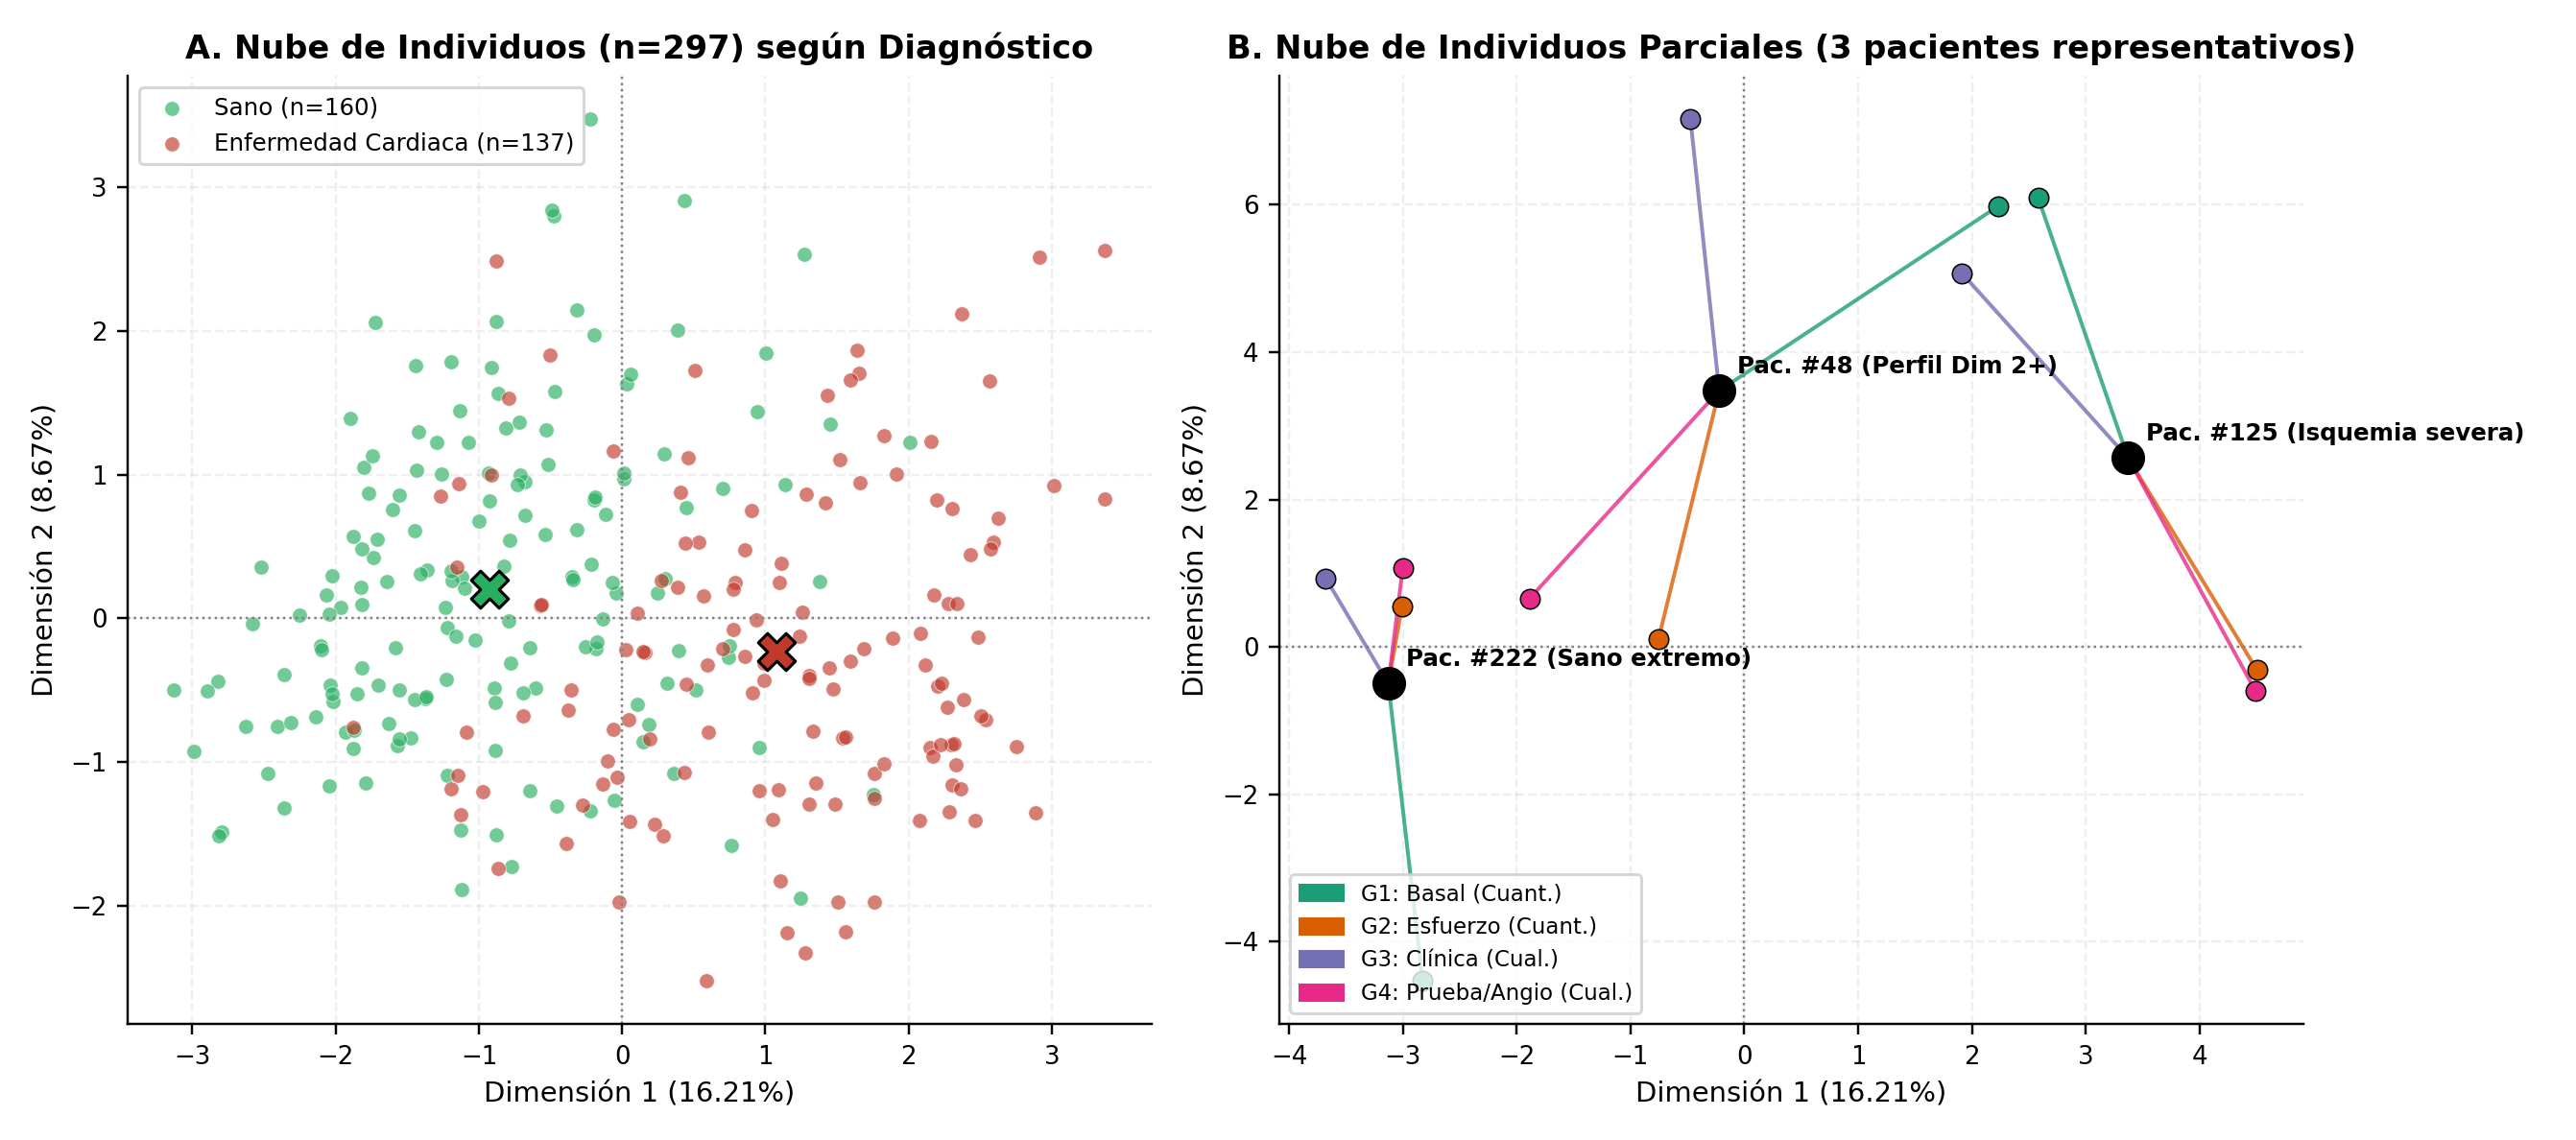 A. Nube de Individuos (n=297) según Diagnóstico
Sano (n=160)
Enfermedad Cardiaca (n=137)
3
2
1
0
−1
−2
Dimensión 2 (8.67%)
−3
−2
−1
0
1
2
3
Dimensión 1 (16.21%)
B. Nube de Individuos Parciales (3 pacientes representativos)
6
4
2
0
−2
−4
Dimensión 2 (8.67%)
Pac. #48 (Perfil Dim 2+)
Pac. #125 (Isquemia severa)
Pac. #222 (Sano extremo)
G1: Basal (Cuant.)
G2: Esfuerzo (Cuant.)
G3: Clínica (Cual.)
G4: Prueba/Angio (Cual.)
−4
−3
−2
−1
0
1
2
3
4
Dimensión 1 (16.21%)